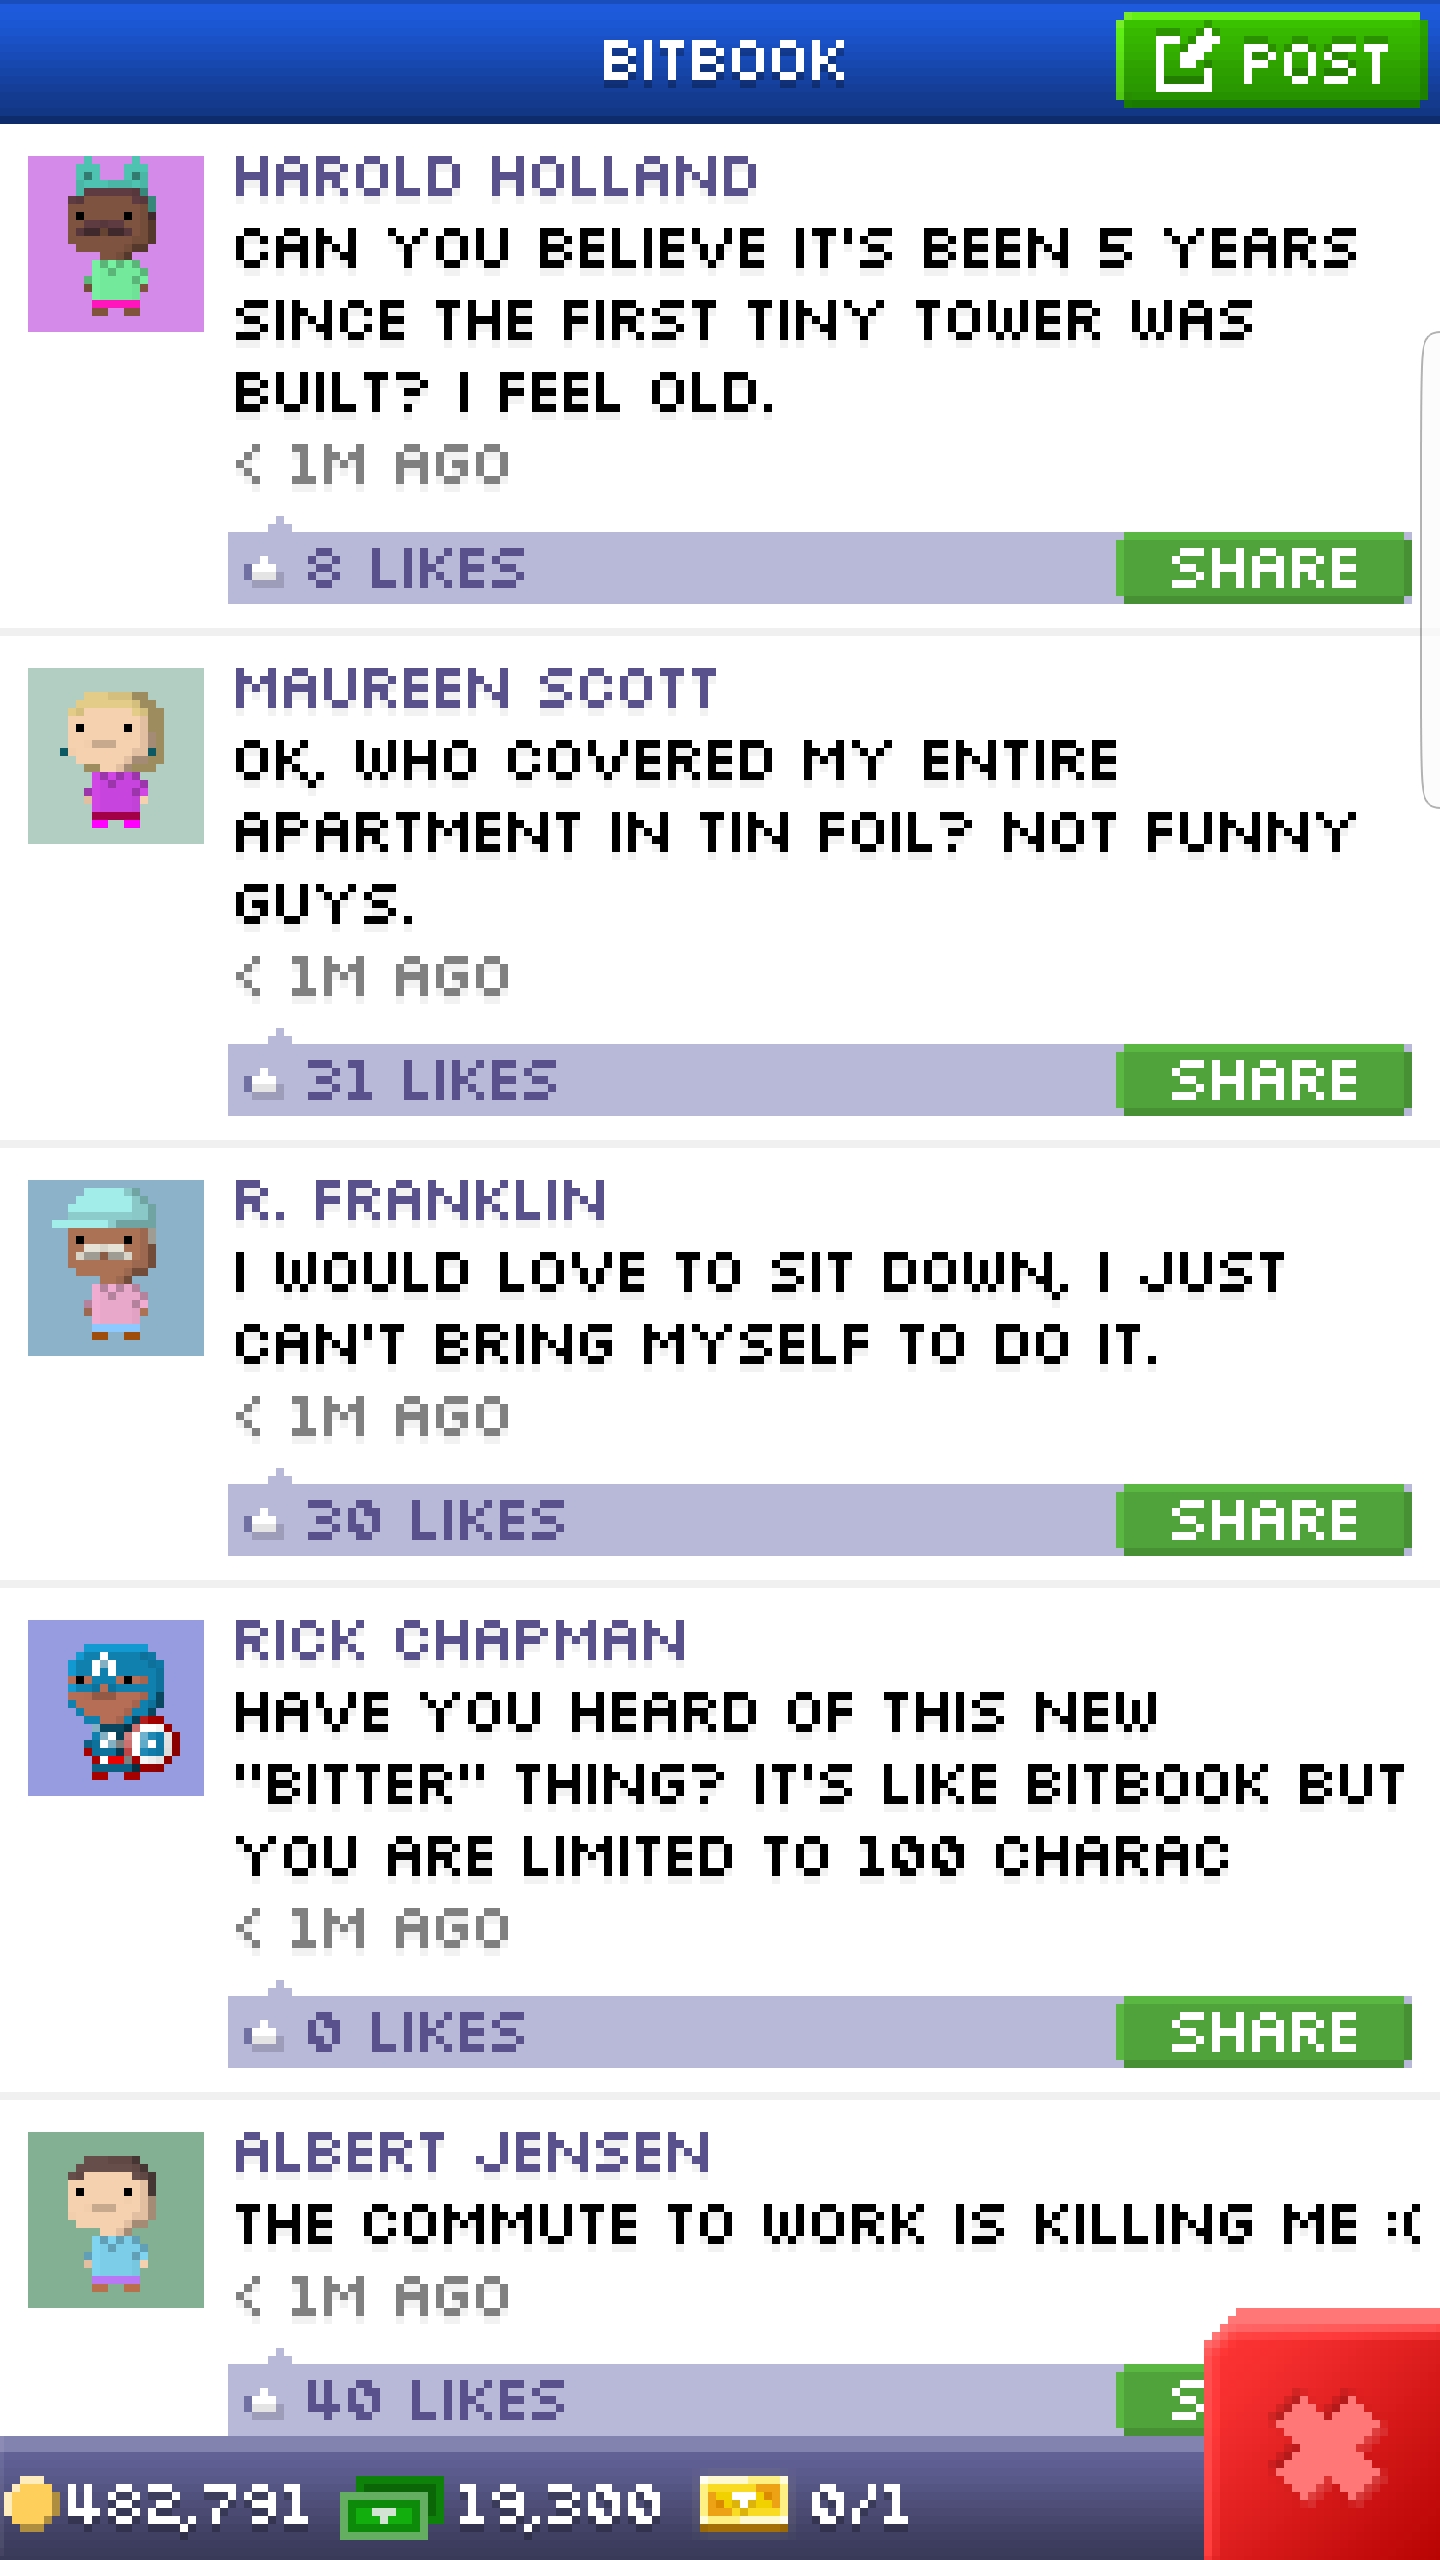 BITBOOK
POST
HAROLD HOLLAND
CAN YOU BELIEVE IT'S BEEN 5 YEARS
SINCE THE FIRST TINY TOWER WAS
BUILT? I FEEL OLD.
< 1M AGO
8 LIKES
SHARE
MAUREEN SCOTT
OK, WHO COVERED MY ENTIRE
APARTMENT IN TIN FOIL? NOT FUNNY
GUYS.
< 1M AGO
31 LIKES
SHARE
R. FRANKLIN
I WOULD LOVE TO SIT DOWN, I JUST
CAN'T BRING MYSELF TO DO IT.
< 1M AGO
30 LIKES
SHARE
RICK CHAPMAN
HAVE YOU HEARD OF THIS NEW
"BITTER" THING? IT'S LIKE BITBOOK BUT
YOU ARE LIMITED TO 100 CHARAC
< 1M AGO
0 LIKES
SHARE
ALBERT JENSEN
THE COMMUTE TO WORK IS KILLING ME :(
< 1M AGO
40 LIKES
S
482,791
19,300
0/1